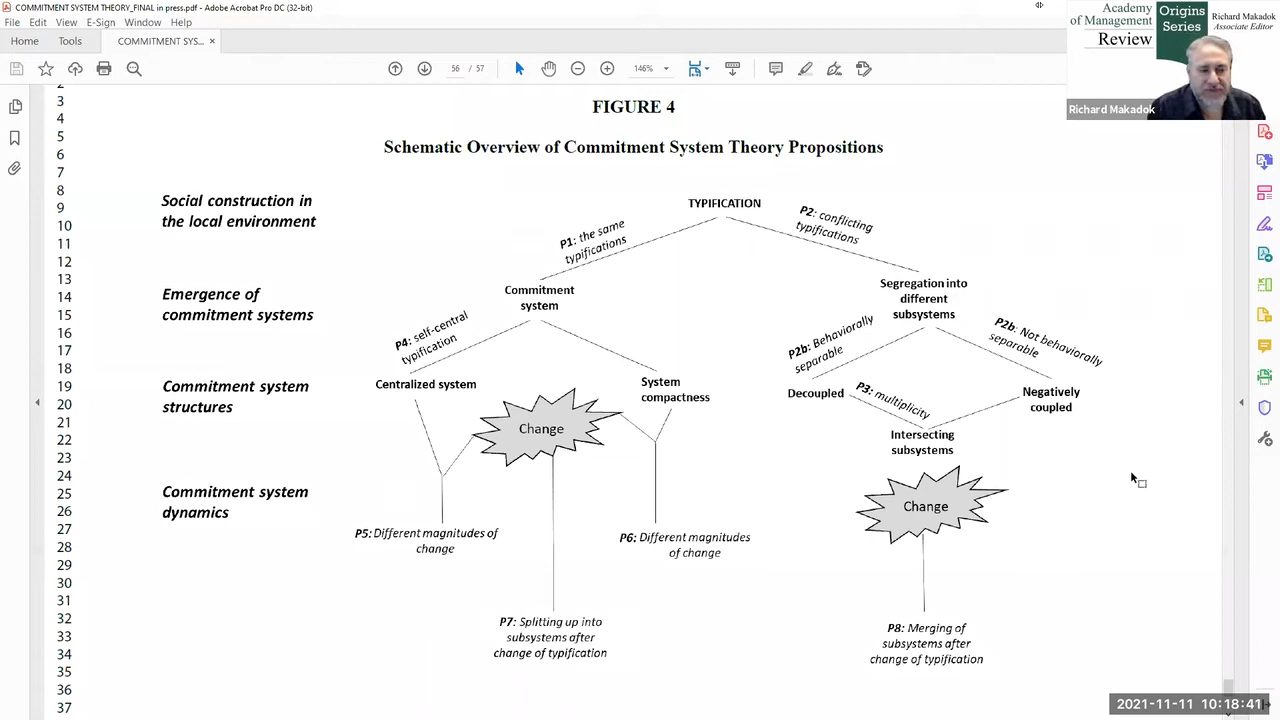 COMMITMENT SYSTEM THEORY_FINAL in press.pdf - Adobe Acrobat Pro DC (32-bit)
File Edit View E-Sign Window Help
Home Tools COMMITMENT SYS... ×
56 / 57 146%
Academy
of Management
Review
Origins
Series
Richard Makadok
Associate Editor
Richard Makadok
2
3
4
5
6
7
8
9
10
11
12
13
14
15
16
17
18
19
20
21
22
23
24
25
26
27
28
29
30
31
32
33
34
35
36
37
FIGURE 4
Schematic Overview of Commitment System Theory Propositions
Social construction in
the local environment
TYPIFICATION
P1: the same
typifications
P2: conflicting
typifications
Emergence of
commitment systems
Commitment
system
Segregation into
different
subsystems
P4: self-central
typification
P2b: Behaviorally
separable
P2b: Not behaviorally
separable
Commitment system
structures
Centralized system
System
compactness
Decoupled
P3: multiplicity
Negatively
coupled
Change
Intersecting
subsystems
Commitment system
dynamics
Change
P5: Different magnitudes of
change
P6: Different magnitudes
of change
P7: Splitting up into
subsystems after
change of typification
P8: Merging of
subsystems after
change of typification
2021-11-11 10:18:41